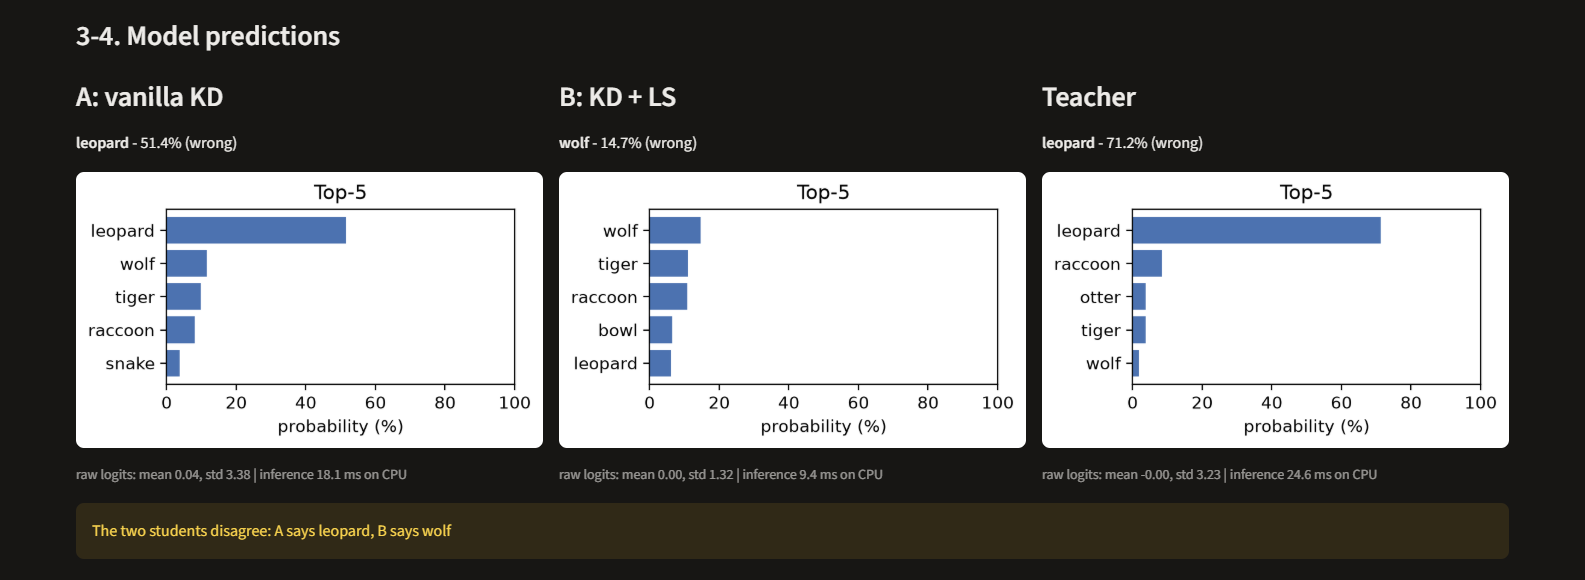 3-4. Model predictions
A: vanilla KD
leopard - 51.4% (wrong)
Top-5
leopard
wolf
tiger
raccoon
snake
0 20 40 60 80 100
probability (%)
raw logits: mean 0.04, std 3.38 | inference 18.1 ms on CPU
B: KD + LS
wolf - 14.7% (wrong)
Top-5
wolf
tiger
raccoon
bowl
leopard
0 20 40 60 80 100
probability (%)
raw logits: mean 0.00, std 1.32 | inference 9.4 ms on CPU
Teacher
leopard - 71.2% (wrong)
Top-5
leopard
raccoon
otter
tiger
wolf
0 20 40 60 80 100
probability (%)
raw logits: mean -0.00, std 3.23 | inference 24.6 ms on CPU
The two students disagree: A says leopard, B says wolf